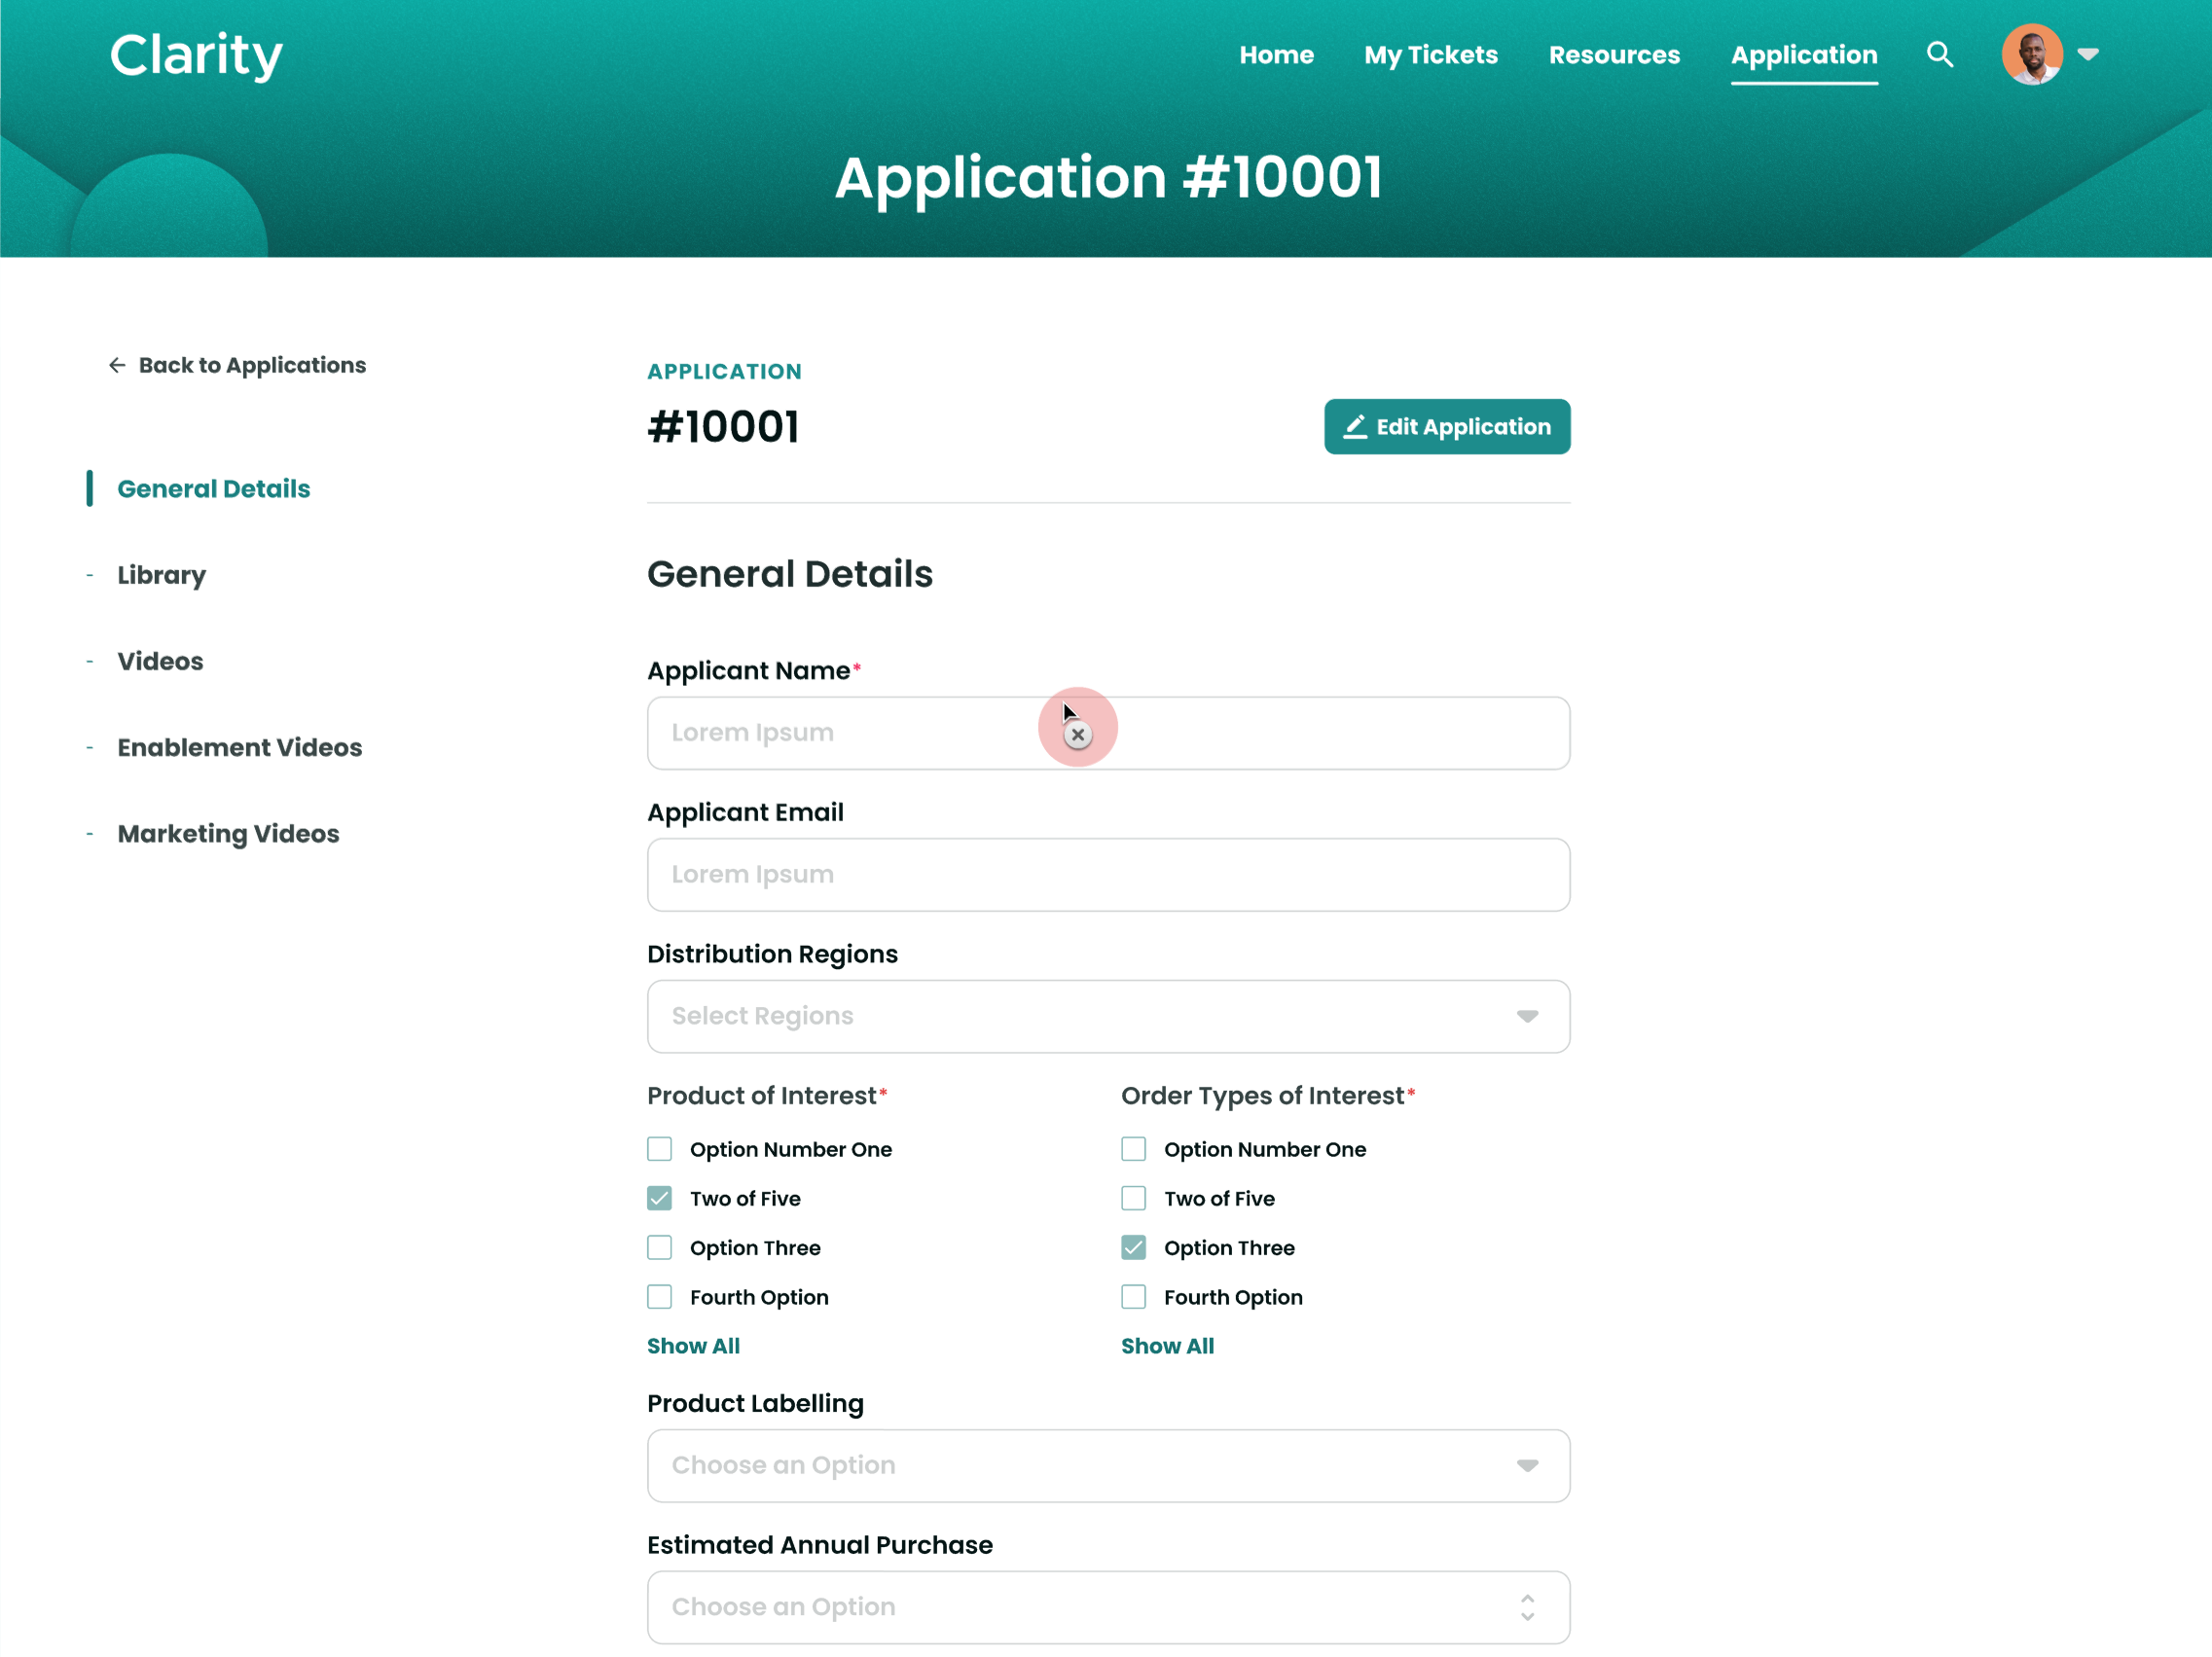 Clarity
Home My Tickets Resources Application
Application #10001
Back to Applications
General Details
Library
Videos
Enablement Videos
Marketing Videos
APPLICATION
#10001
Edit Application
General Details
Applicant Name*
Lorem Ipsum
Applicant Email
Lorem Ipsum
Distribution Regions
Select Regions
Product of Interest*
Option Number One
Two of Five
Option Three
Fourth Option
Show All
Order Types of Interest*
Option Number One
Two of Five
Option Three
Fourth Option
Show All
Product Labelling
Choose an Option
Estimated Annual Purchase
Choose an Option